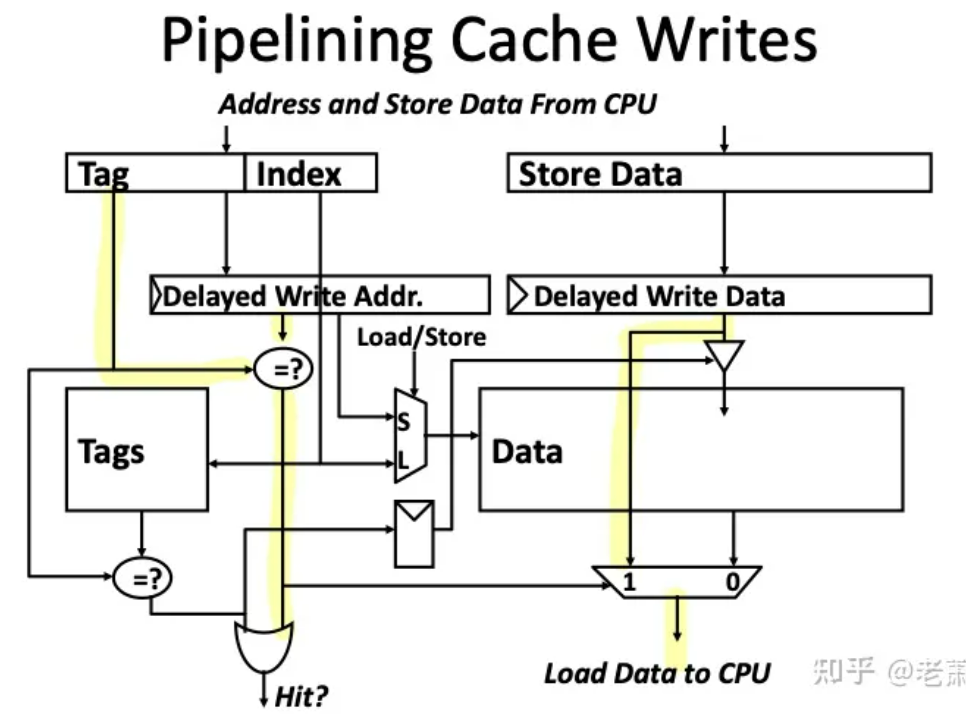 Pipelining Cache Writes
Address and Store Data From CPU
Tag Index Store Data
Delayed Write Addr. Delayed Write Data
Load/Store
=?
S
Tags L Data
=?
1 0
Hit?
Load Data to CPU
知乎 @老萧